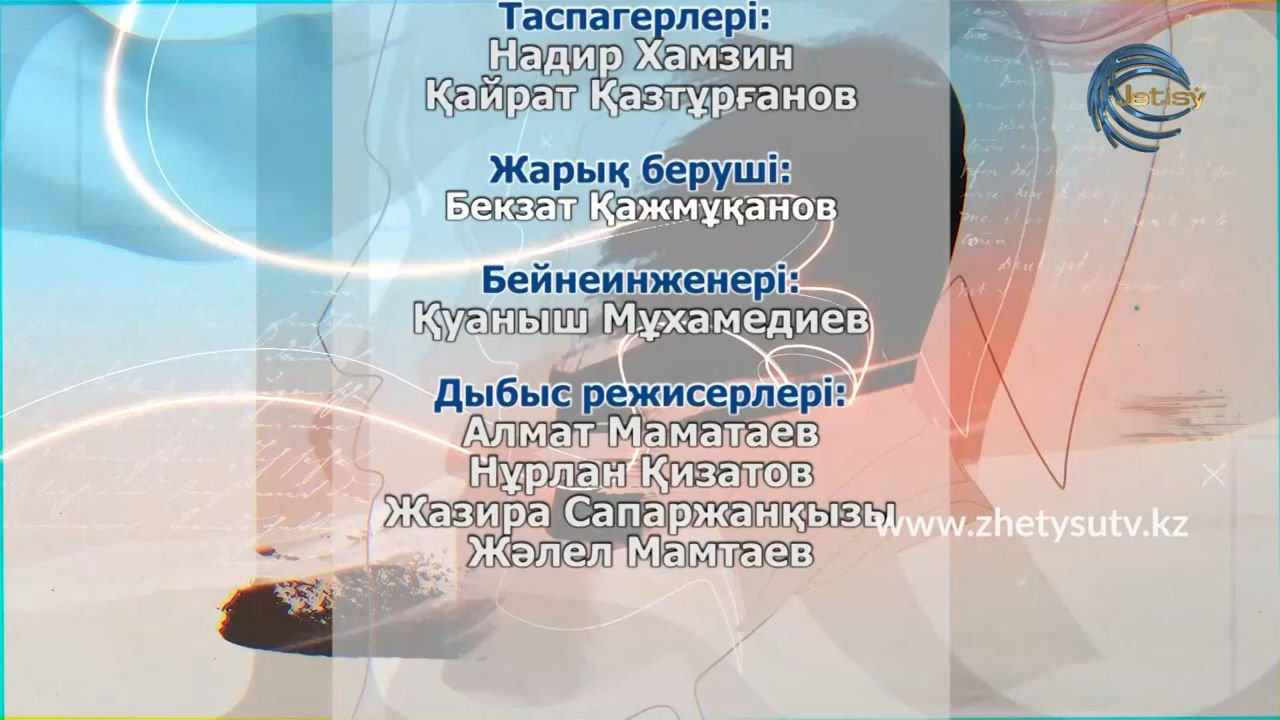 Таспагерлері:
Надир Хамзин
Қайрат Қазтұрғанов
Jetisý
Жарық беруші:
Бекзат Қажмұқанов
Бейнеинженері:
Қуаныш Мұхамедиев
Дыбыс режисерлері:
Алмат Маматаев
Нұрлан Қизатов
Жазира Сапаржанқызы
www.zhetysutv.kz
Жәлел Мамтаев